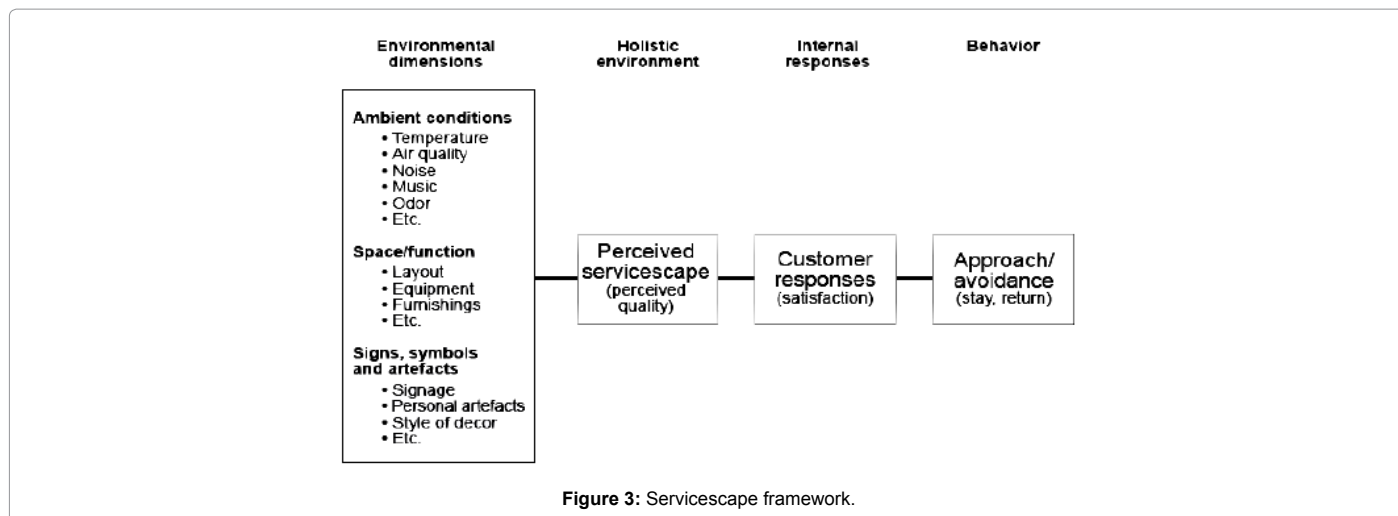 Environmental
dimensions
Holistic
environment
Internal
responses
Behavior
Ambient conditions
• Temperature
• Air quality
• Noise
• Music
• Odor
• Etc.
Space/function
• Layout
• Equipment
• Furnishings
• Etc.
Signs, symbols
and artefacts
• Signage
• Personal artefacts
• Style of decor
• Etc.
Perceived
servicescape
(perceived
quality)
Customer
responses
(satisfaction)
Approach/
avoidance
(stay, return)
Figure 3: Servicescape framework.